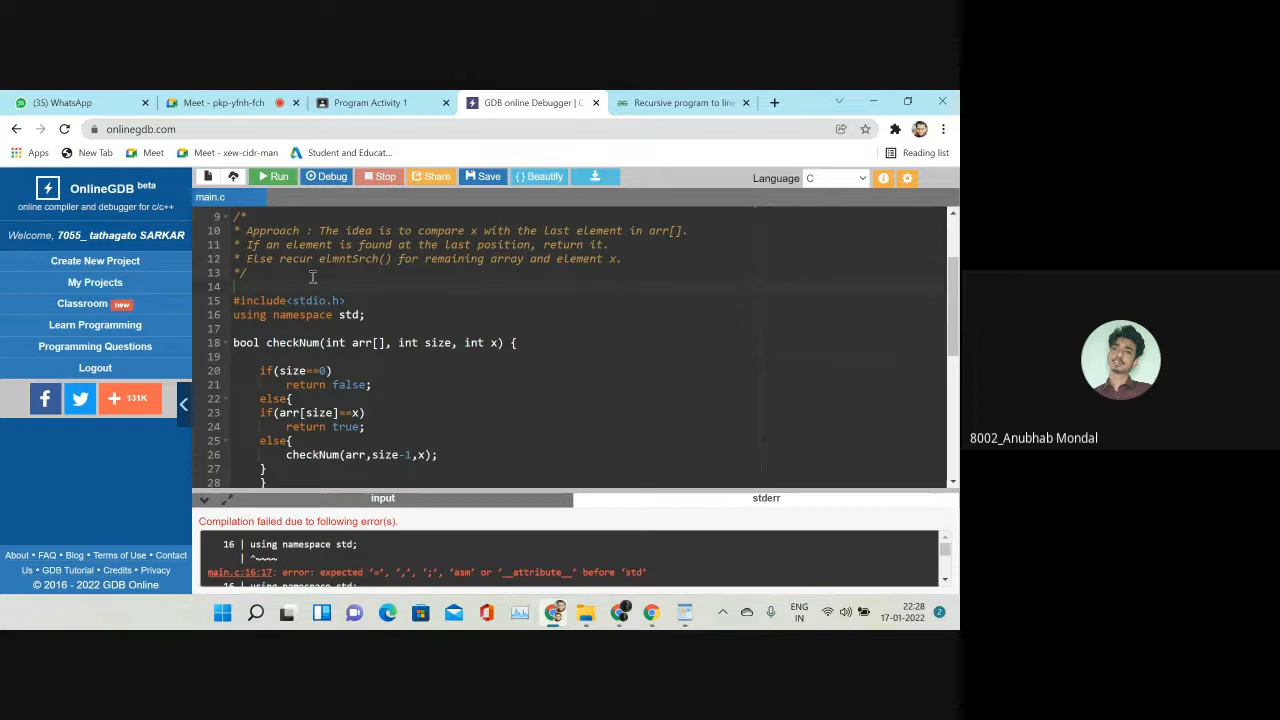 (35) WhatsApp
Meet - pkp-yfnh-fch
Program Activity 1
GDB online Debugger | C
Recursive program to line
onlinegdb.com
Apps
New Tab
Meet
Meet - xew-cidr-man
Student and Educat...
Reading list
OnlineGDB beta
online compiler and debugger for c/c++
Welcome, 7055_ tathagato SARKAR
Create New Project
My Projects
Classroom new
Learn Programming
Programming Questions
Logout
131K
About • FAQ • Blog • Terms of Use • Contact
Us • GDB Tutorial • Credits • Privacy
© 2016 - 2022 GDB Online
Run
Debug
Stop
Share
Save
{ } Beautify
Language C
main.c
9 /*
10 * Approach : The idea is to compare x with the last element in arr[].
11 * If an element is found at the last position, return it.
12 * Else recur elmntSrch() for remaining array and element x.
13 */
14
15 #include<stdio.h>
16 using namespace std;
17
18 bool checkNum(int arr[], int size, int x) {
19
20 if(size==0)
21 return false;
22 else{
23 if(arr[size]==x)
24 return true;
25 else{
26 checkNum(arr,size-1,x);
27 }
28 }
input
stderr
Compilation failed due to following error(s).
16 | using namespace std;
| ^~~~~
main.c:16:17: error: expected ‘=’, ‘,’, ‘;’, ‘asm’ or ‘__attribute__’ before ‘std’
16 | using namespace std;
ENG
IN
22:28
17-01-2022
2
8002_Anubhab Mondal